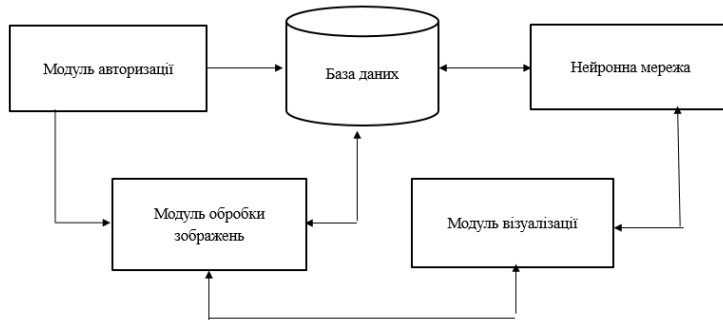 Модуль авторизації
База даних
Нейронна мережа
Модуль обробки
зображень
Модуль візуалізації